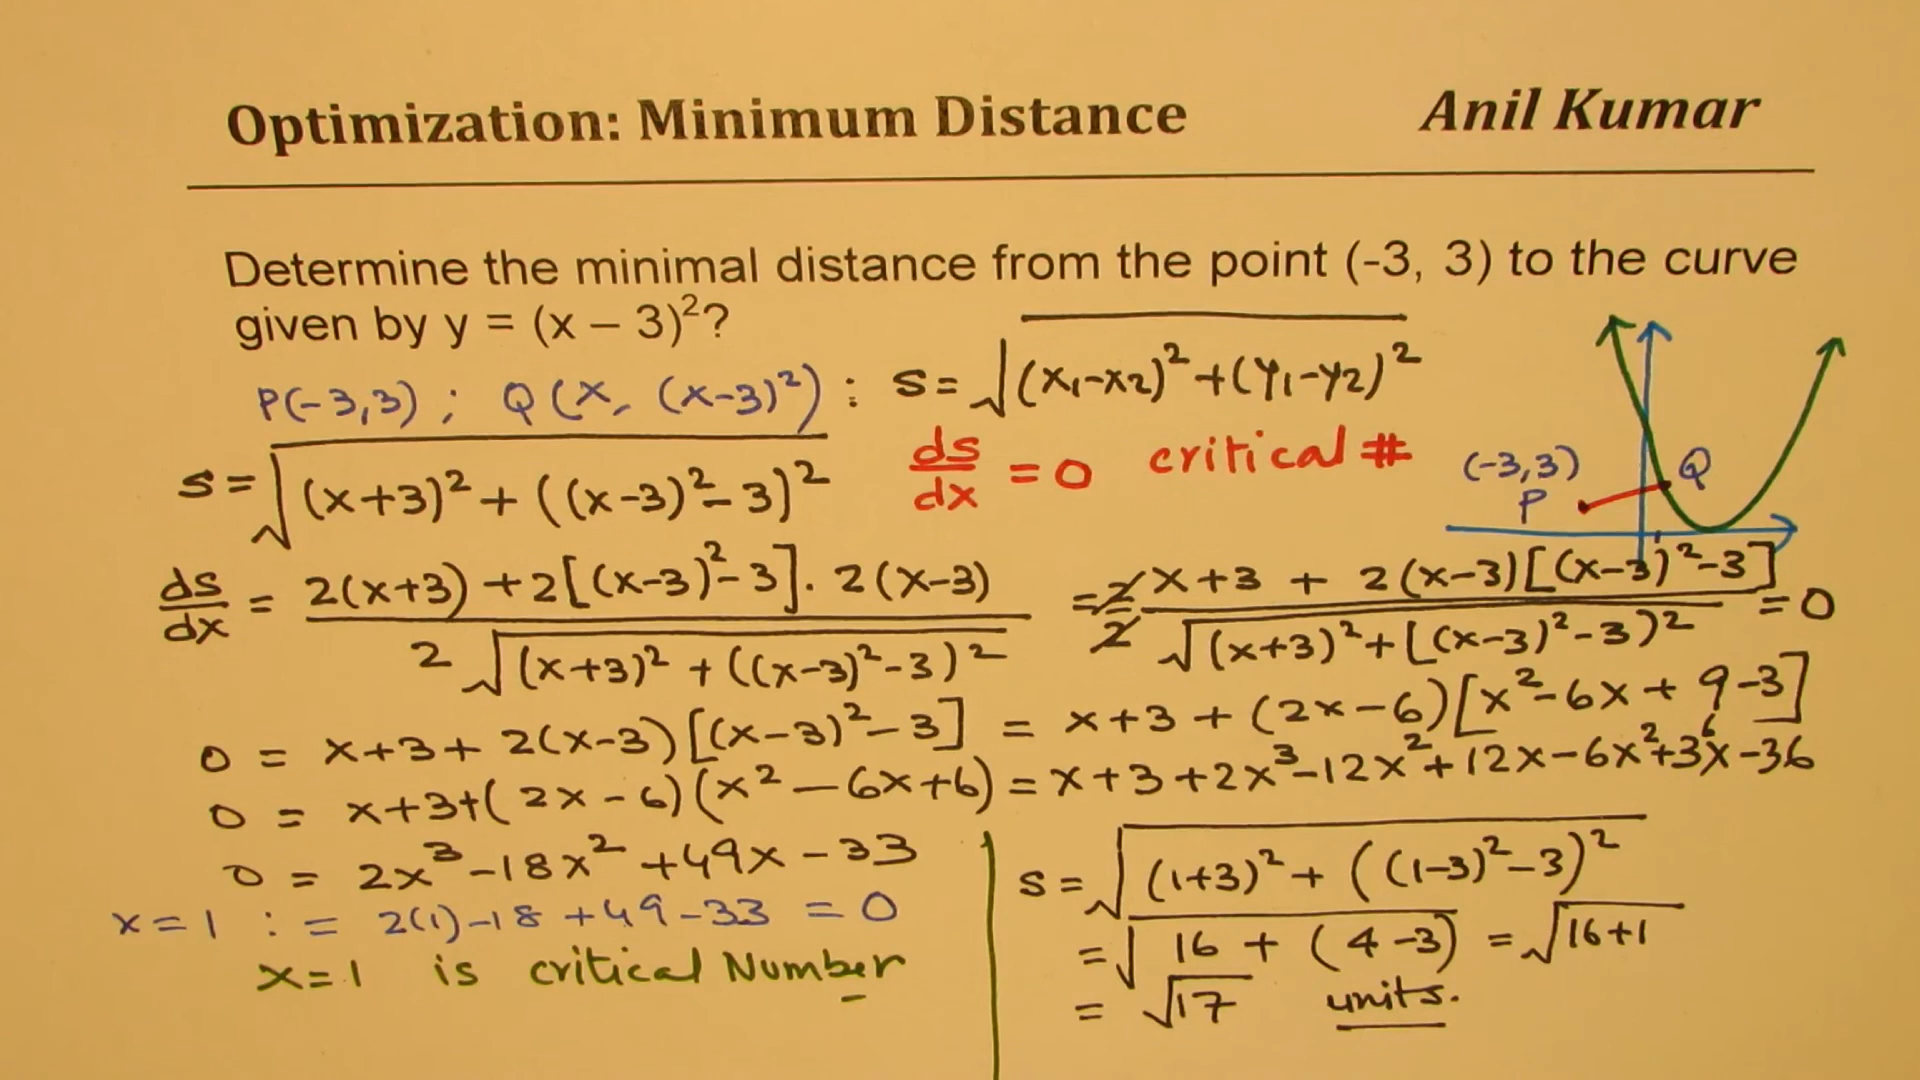 Optimization: Minimum Distance Anil Kumar
Determine the minimal distance from the point (-3, 3) to the curve
given by y = (x – 3)²?
P(-3,3) ; Q(x, (x-3)²) : s = √((x₁-x₂)² + (y₁-y₂)²)
s = √((x+3)² + ((x-3)²-3)²) ds/dx = 0 critical #
(-3,3) P Q
ds/dx = (2(x+3) + 2[(x-3)²-3]·2(x-3)) / (2√((x+3)² + ((x-3)²-3)²)) = 2/2 (x+3 + 2(x-3)[(x-3)²-3]) / √((x+3)² + [(x-3)²-3)²) = 0
0 = x+3+ 2(x-3)[(x-3)²-3] = x+3 + (2x-6)[x²-6x+9-3]
6
0 = x+3+(2x-6)(x²-6x+6) = x+3+2x³-12x²+12x-6x²+36x-36
0 = 2x³-18x²+49x-33
x=1 : = 2(1)-18+49-33 = 0
x=1 is critical Number
s = √((1+3)² + ((1-3)²-3)²)
= √(16 + (4-3)) = √(16+1)
= √17 units.